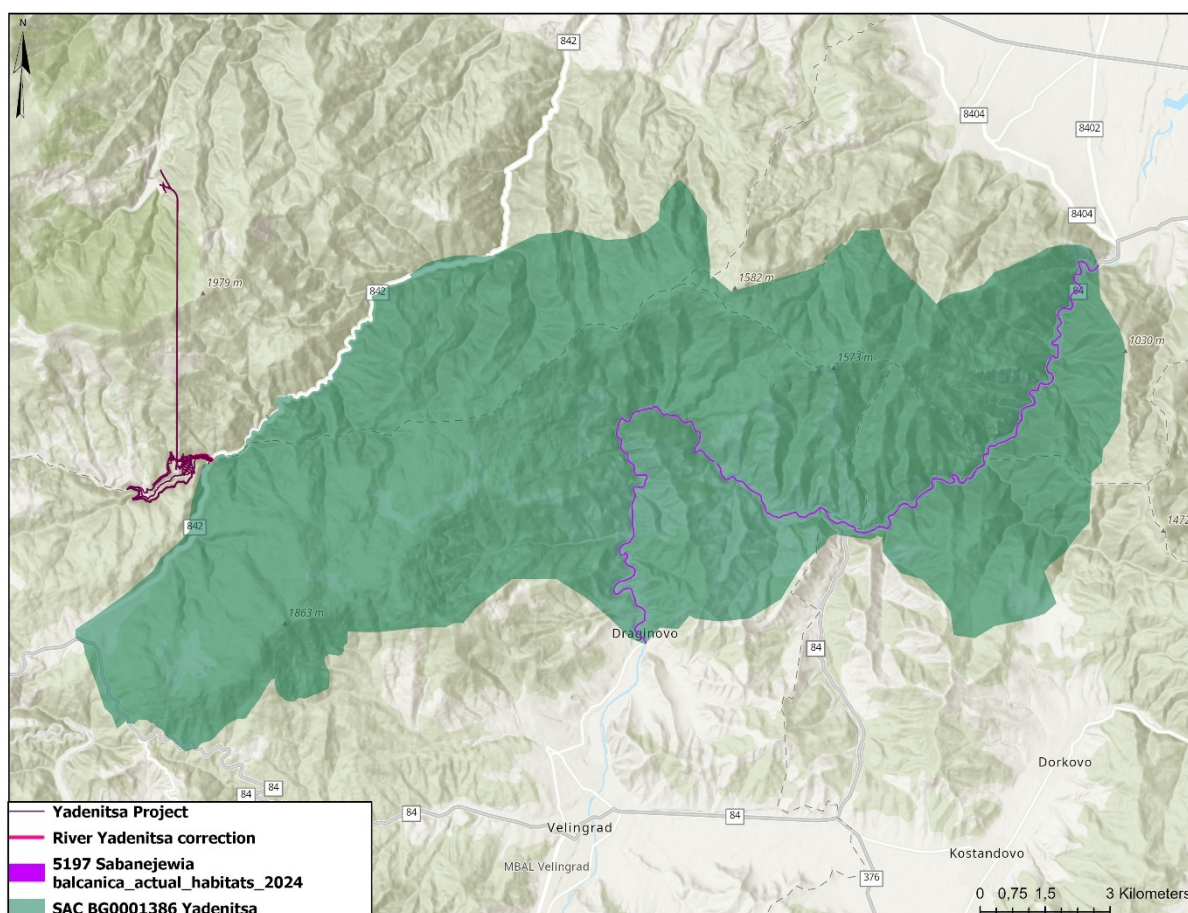 N
842
8404
8402
8404
1979 m
842
1582 m
84
1030 m
1573 m
1472
842
1863 m
Draginovo
84
Dorkovo
84
84
84
84
Velingrad
Kostandovo
MBAL Velingrad
376
Yadenitsa Project
River Yadenitsa correction
5197 Sabanejewia
balcanica_actual_habitats_2024
SAC BG0001386 Yadenitsa
0 0,75 1,5 3 Kilometers